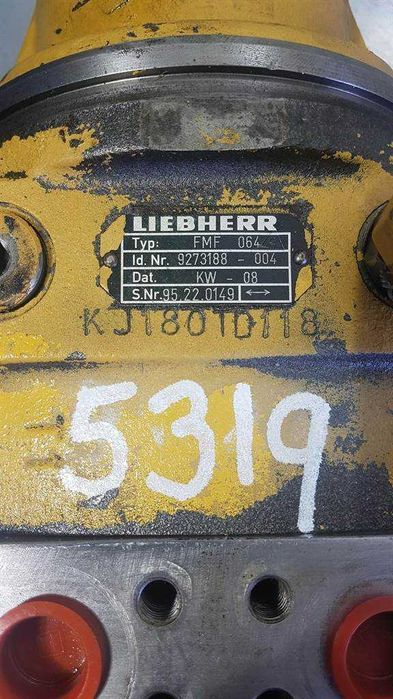 LIEBHERR
Typ: FMF 064
Id. Nr. 9273188 - 004
Dat. KW - 08
S.Nr. 95.22.0149 ↔
KJ1801D118
5319